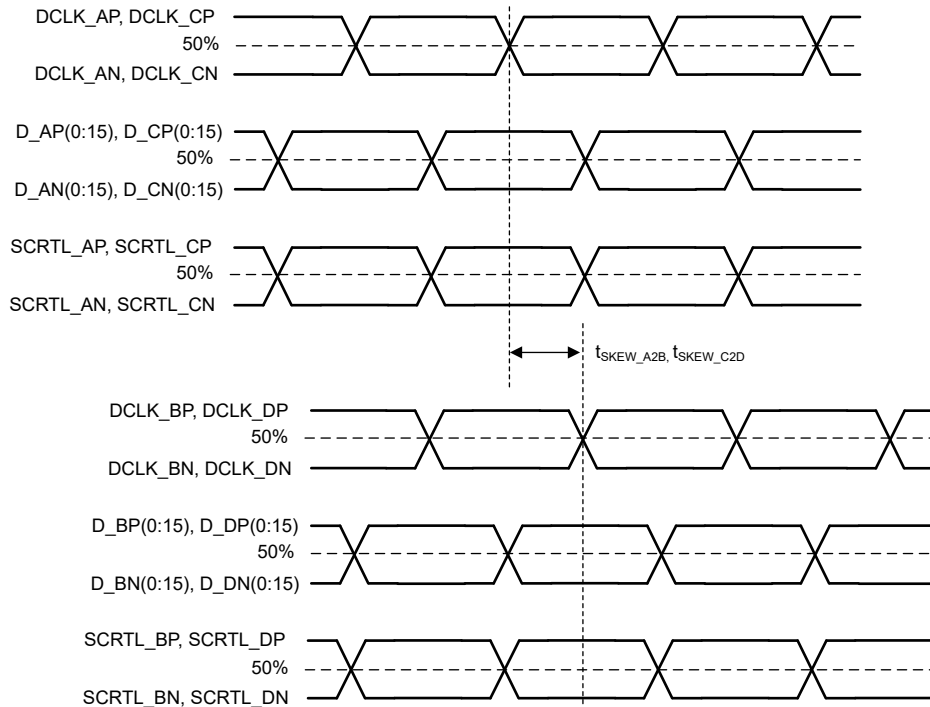 DCLK_AP, DCLK_CP
50%
DCLK_AN, DCLK_CN
D_AP(0:15), D_CP(0:15)
50%
D_AN(0:15), D_CN(0:15)
SCRTL_AP, SCRTL_CP
50%
SCRTL_AN, SCRTL_CN
tSKEW_A2B, tSKEW_C2D
DCLK_BP, DCLK_DP
50%
DCLK_BN, DCLK_DN
D_BP(0:15), D_DP(0:15)
50%
D_BN(0:15), D_DN(0:15)
SCRTL_BP, SCRTL_DP
50%
SCRTL_BN, SCRTL_DN